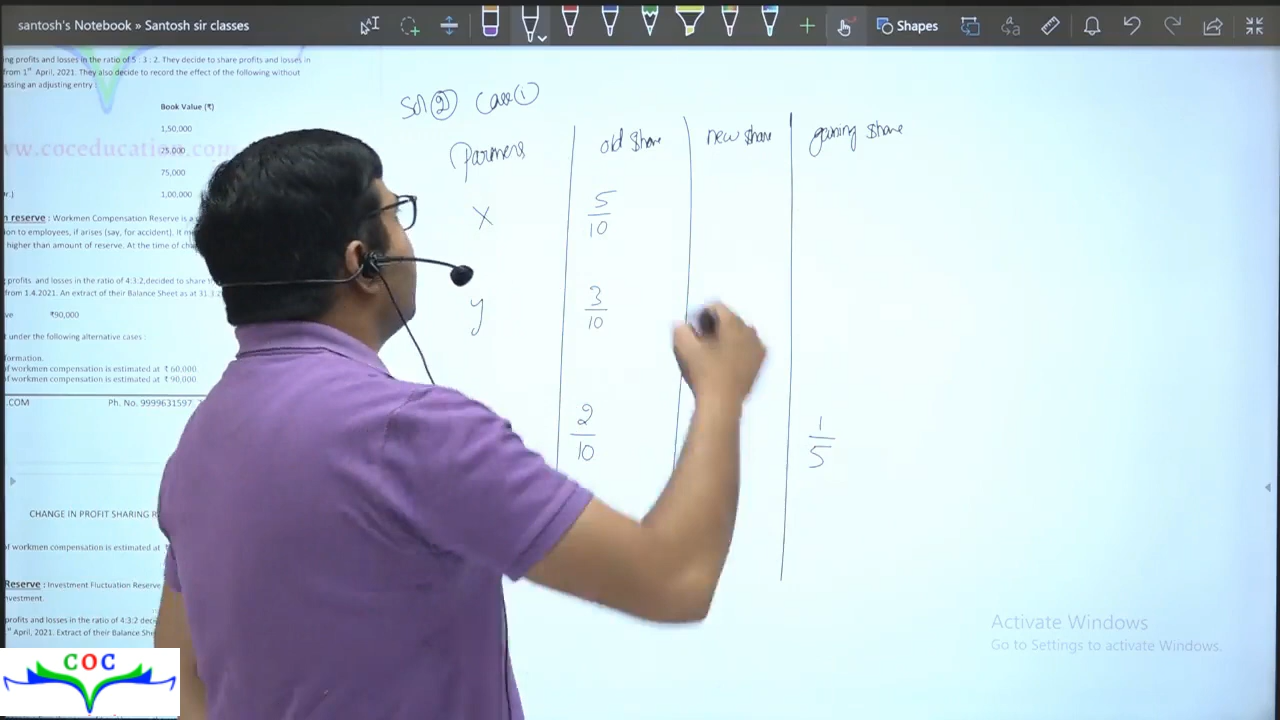 santosh's Notebook » Santosh sir classes
Shapes
ing profits and losses in the ratio of 5 : 3 : 2. They decide to share profits and losses in
from 1st April, 2021. They also decide to record the effect of the following without
assing an adjusting entry :
Book Value (₹)
1,50,000
www.coceducation.com
25,000
75,000
1,00,000
reserve : Workmen Compensation Reserve is a
ion to employees, if arises (say, for accident). It
higher than amount of reserve. At the time of
profits and losses in the ratio of 4:3:2, decided to share
from 1.4.2021. An extract of their Balance Sheet as at
₹90,000
under the following alternative cases :
formation.
of workmen compensation is estimated at ₹ 60,000
of workmen compensation is estimated at ₹ 90,000
.COM Ph. No. 9999631597
CHANGE IN PROFIT SHARING
of workmen compensation is estimated at ₹
Reserve : Investment Fluctuation Reserve
nvestment.
profits and losses in the ratio of 4:3:2
April, 2021. Extract of their Balance
COC
Sol 2 Case 1
Partners old share new share gaining share
X 5/10
y 3/10
2/10 1/5
Activate Windows
Go to Settings to activate Windows.